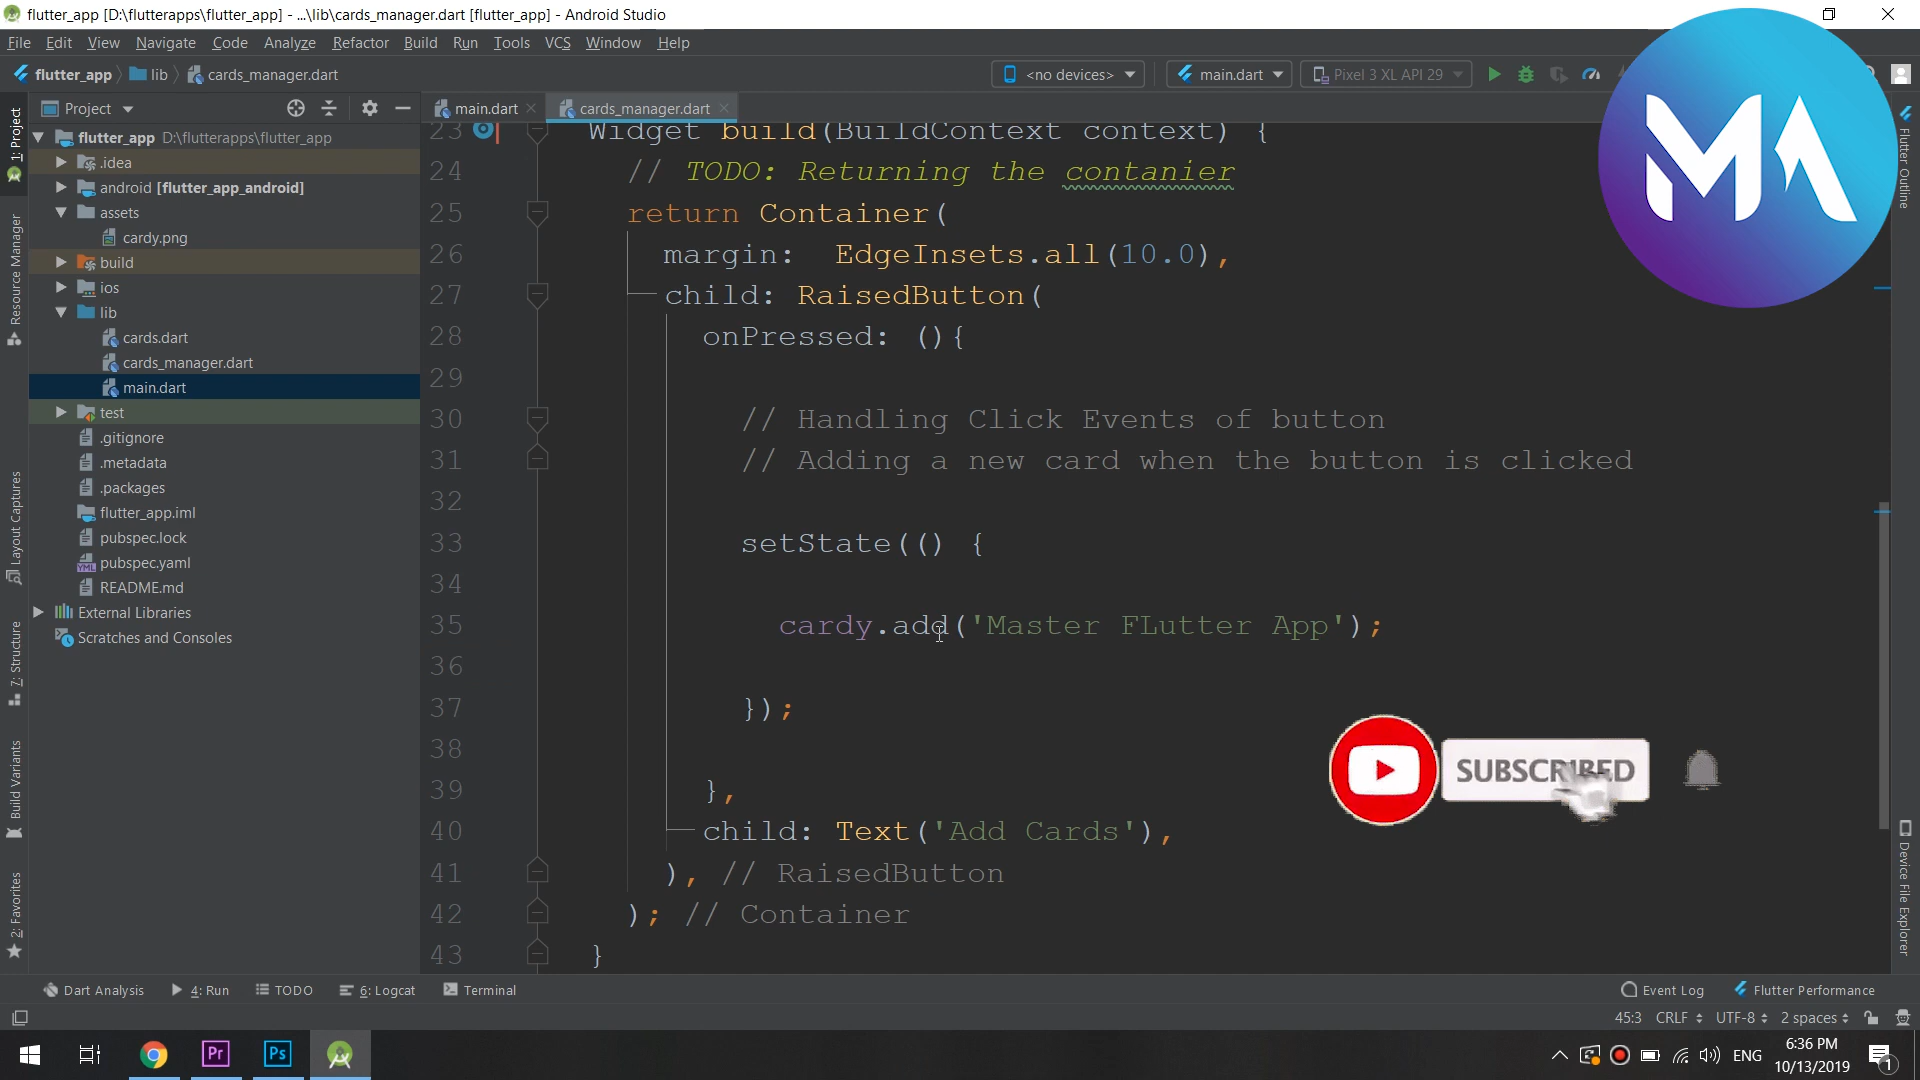 flutter_app [D:\flutterapps\flutter_app] - ...\lib\cards_manager.dart [flutter_app] - Android Studio
File Edit View Navigate Code Analyze Refactor Build Run Tools VCS Window Help
flutter_app lib cards_manager.dart <no devices> main.dart Pixel 3 XL API 29
MA
Project main.dart cards_manager.dart
1: Project
Resource Manager
Layout Captures
7: Structure
Build Variants
2: Favorites
flutter_app D:\flutterapps\flutter_app
.idea
android [flutter_app_android]
assets
cardy.png
build
ios
lib
cards.dart
cards_manager.dart
main.dart
test
.gitignore
.metadata
.packages
flutter_app.iml
pubspec.lock
pubspec.yaml
README.md
External Libraries
Scratches and Consoles
23 Widget build(BuildContext context) {
24 // TODO: Returning the contanier
25 return Container(
26 margin: EdgeInsets.all(10.0),
27 child: RaisedButton(
28 onPressed: (){
29
30 // Handling Click Events of button
31 // Adding a new card when the button is clicked
32
33 setState(() {
34
35 cardy.add('Master FLutter App');
36
37 });
38
39 },
40 child: Text('Add Cards'),
41 ), // RaisedButton
42 ); // Container
43 }
SUBSCRIBED
Flutter Outline
Device File Explorer
Dart Analysis 4: Run TODO 6: Logcat Terminal Event Log Flutter Performance
45:3 CRLF UTF-8 2 spaces
Pr Ps ENG 6:36 PM
10/13/2019 1